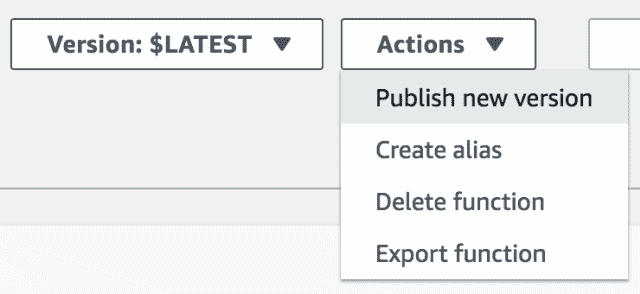 Version: $LATEST ▼ Actions ▼
Publish new version
Create alias
Delete function
Export function